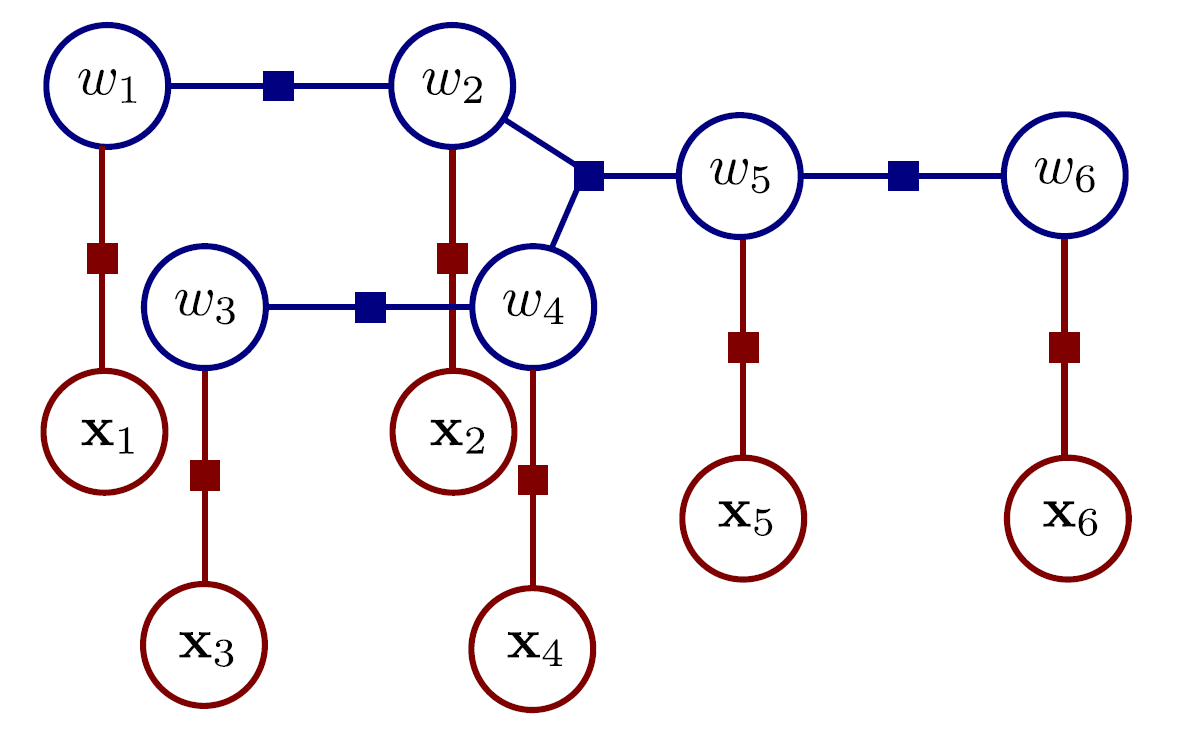 w₁ w₂
w₅ w₆
w₃ w₄
x₁ x₂
x₅ x₆
x₃ x₄